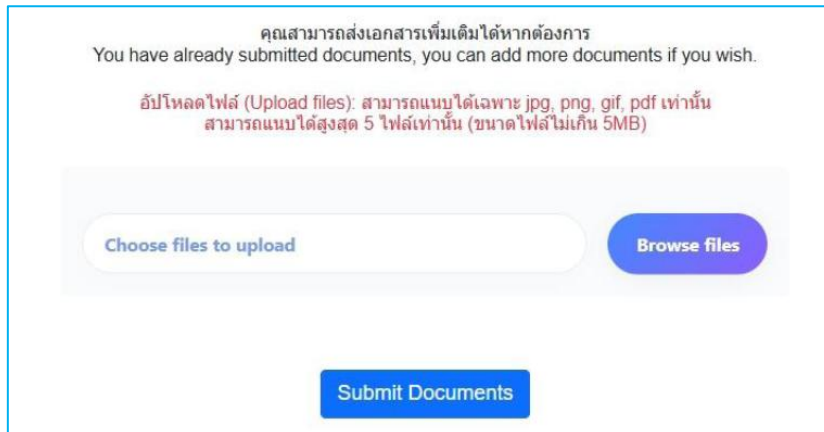 คุณสามารถส่งเอกสารเพิ่มเติมได้หากต้องการ
You have already submitted documents, you can add more documents if you wish.
อัปโหลดไฟล์ (Upload files): สามารถแนบได้เฉพาะ jpg, png, gif, pdf เท่านั้น
สามารถแนบได้สูงสุด 5 ไฟล์เท่านั้น (ขนาดไฟล์ไม่เกิน 5MB)
Choose files to upload
Browse files
Submit Documents